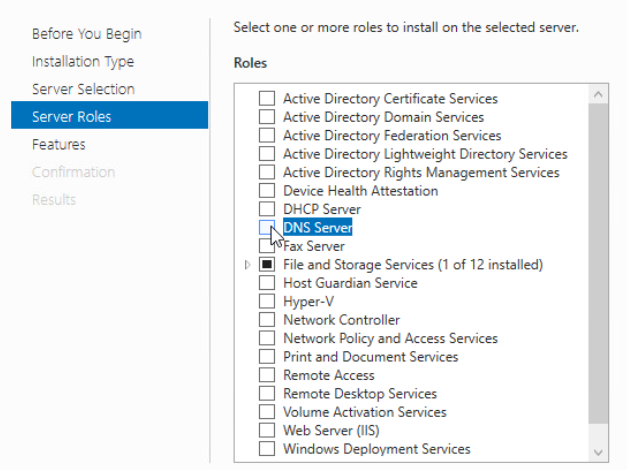 Before You Begin
Installation Type
Server Selection
Server Roles
Features
Confirmation
Results
Select one or more roles to install on the selected server.
Roles
Active Directory Certificate Services
Active Directory Domain Services
Active Directory Federation Services
Active Directory Lightweight Directory Services
Active Directory Rights Management Services
Device Health Attestation
DHCP Server
DNS Server
Fax Server
File and Storage Services (1 of 12 installed)
Host Guardian Service
Hyper-V
Network Controller
Network Policy and Access Services
Print and Document Services
Remote Access
Remote Desktop Services
Volume Activation Services
Web Server (IIS)
Windows Deployment Services